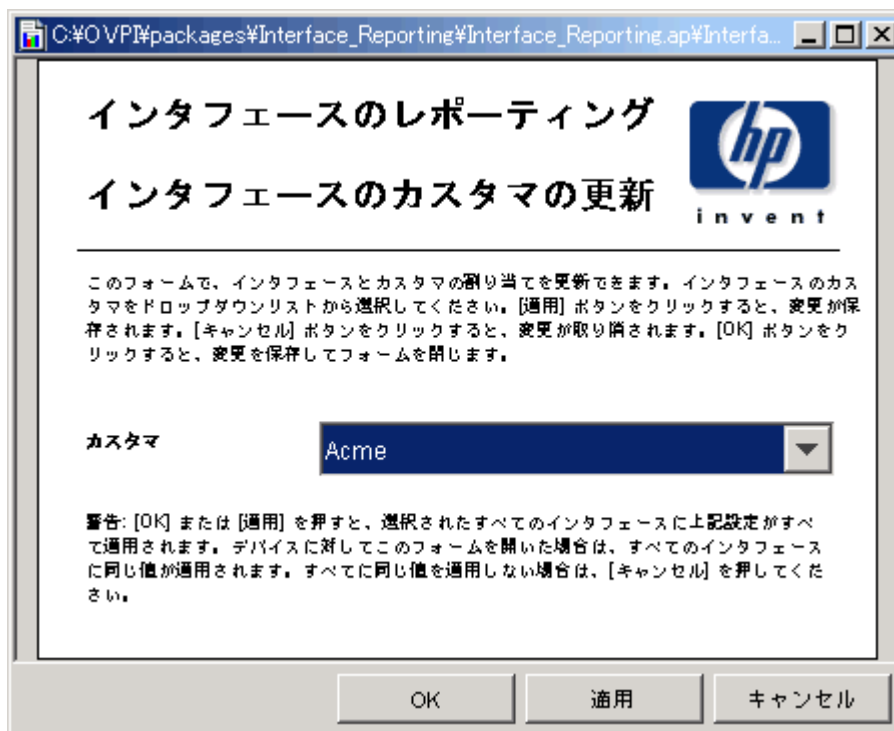 C:¥OVPI¥packages¥Interface_Reporting¥Interface_Reporting.ap¥Interfa...
インタフェースのレポーティング
hp
インタフェースのカスタマの更新
invent
このフォームで、インタフェースとカスタマの割り当てを更新できます。インタフェースのカス
タマをドロップダウンリストから選択してください。[適用] ボタンをクリックすると、変更が保
存されます。[キャンセル] ボタンをクリックすると、変更が取り消されます。[OK] ボタンをク
リックすると、変更を保存してフォームを閉じます。
カスタマ
Acme
警告: [OK] または [適用] を押すと、選択されたすべてのインタフェースに上記設定がすべ
て適用されます。デバイスに対してこのフォームを開いた場合は、すべてのインタフェース
に同じ値が適用されます。すべてに同じ値を適用しない場合は、[キャンセル] を押してくだ
さい。
OK
適用
キャンセル